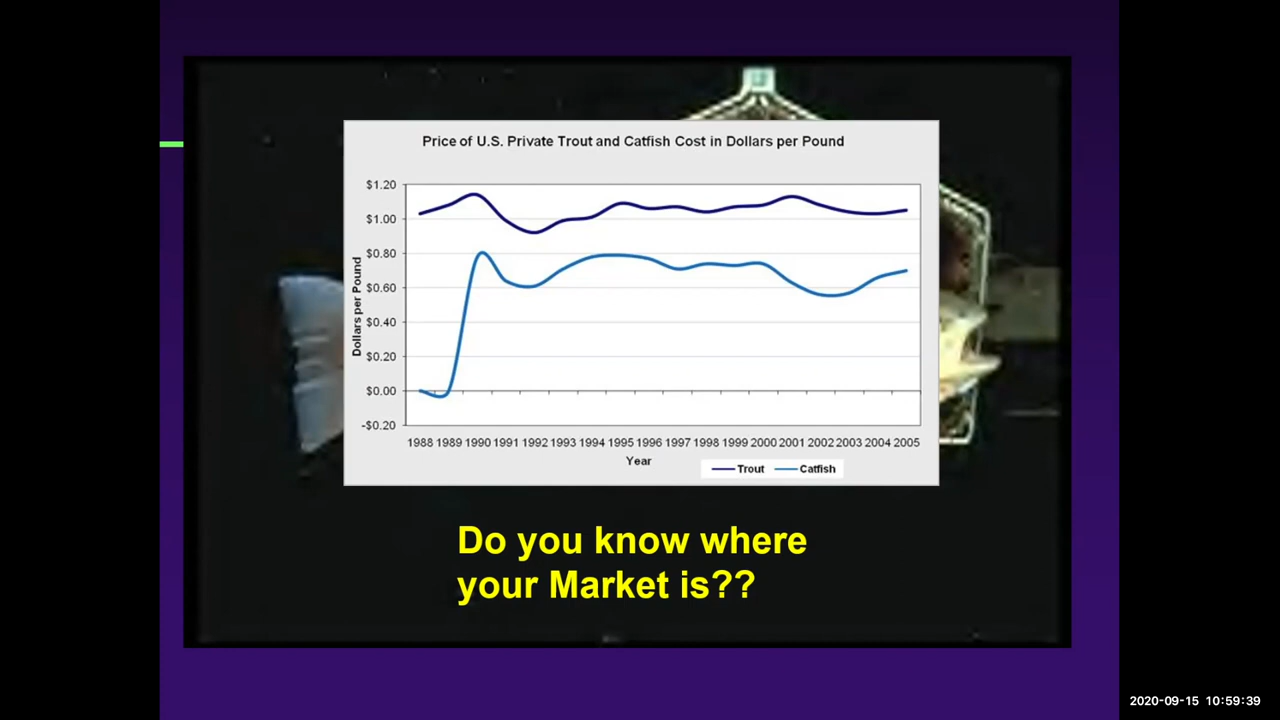 Price of U.S. Private Trout and Catfish Cost in Dollars per Pound
$1.20
$1.00
$0.80
$0.60
$0.40
$0.20
$0.00
-$0.20
Dollars per Pound
1988 1989 1990 1991 1992 1993 1994 1995 1996 1997 1998 1999 2000 2001 2002 2003 2004 2005
Year
Trout Catfish
Do you know where
your Market is??
2020-09-15 10:59:39